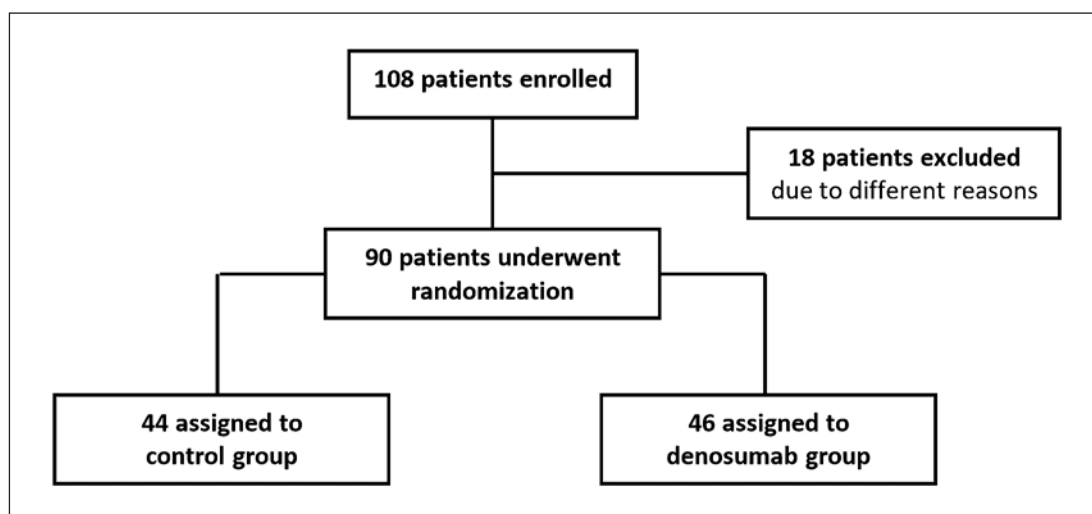 108 patients enrolled
18 patients excluded
due to different reasons
90 patients underwent
randomization
44 assigned to
control group
46 assigned to
denosumab group